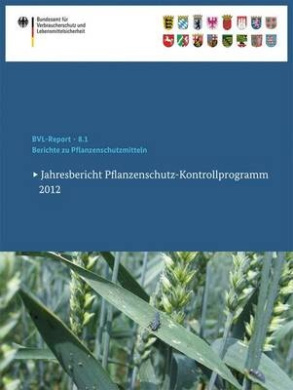 Bundesamt für
Verbraucherschutz und
Lebensmittelsicherheit
BVL-Report · 8.1
Berichte zu Pflanzenschutzmitteln
Jahresbericht Pflanzenschutz-Kontrollprogramm
2012